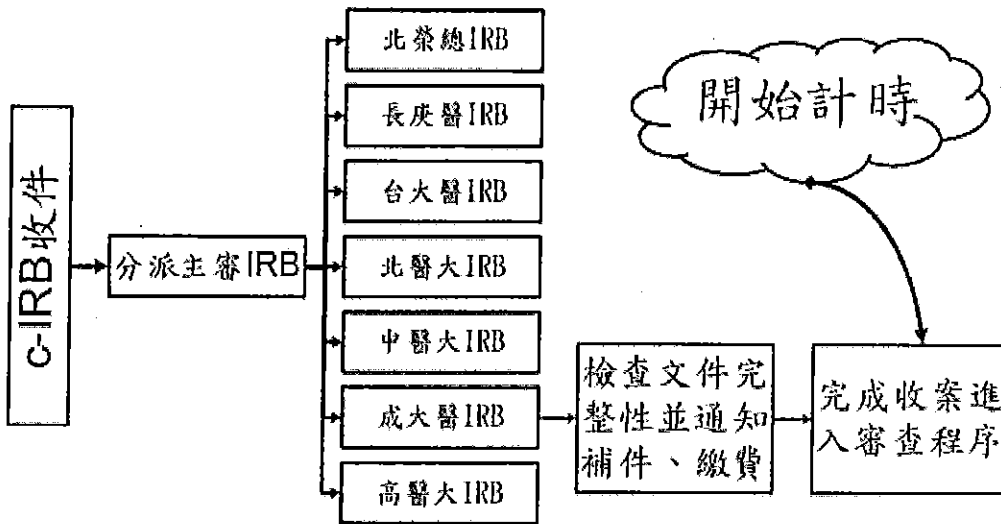 c-IRB收件
分派主審IRB
北榮總IRB
長庚醫IRB
台大醫IRB
北醫大IRB
中醫大IRB
成大醫IRB
高醫大IRB
檢查文件完
整性並通知
補件、繳費
開始計時
完成收案進
入審查程序